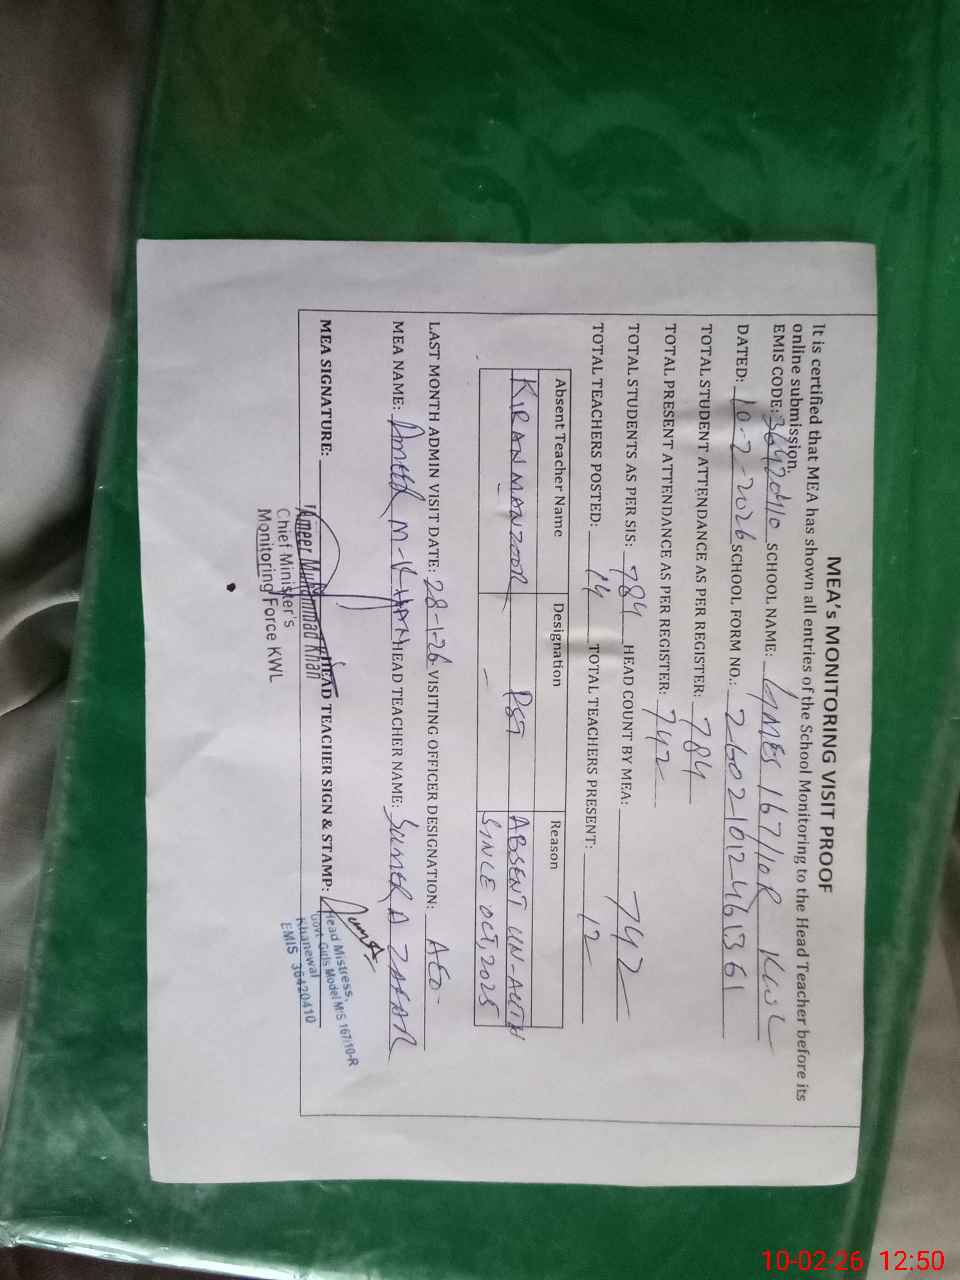 MEA's MONITORING VISIT PROOF
It is certified that MEA has shown all entries of the School Monitoring to the Head Teacher before its
online submission.
EMIS CODE: 36420410 SCHOOL NAME: GMES 167/10R KWL
DATED: 10-2-2026 SCHOOL FORM NO.: 26021012461361
TOTAL STUDENT ATTENDANCE AS PER REGISTER: 784
TOTAL PRESENT ATTENDANCE AS PER REGISTER: 742
TOTAL STUDENTS AS PER SIS: 784 HEAD COUNT BY MEA: 742
TOTAL TEACHERS POSTED: 14 TOTAL TEACHERS PRESENT: 12
Absent Teacher Name Designation Reason
KIRAN MANZOOR PST ABSENT UN-AUTH
- SINCE OCT, 2025
LAST MONTH ADMIN VISIT DATE: 28-1-26 VISITING OFFICER DESIGNATION: AEO
MEA NAME: AMEER M-KHAN HEAD TEACHER NAME: SUMERA ZAFAR
MEA SIGNATURE: HEAD TEACHER SIGN & STAMP:
Ameer Muhammad Khan
Chief Minister's
Monitoring Force KWL
Head Mistress,
Govt Girls Model M/S 167/10-R
Khanewal
EMIS 36420410
10-02-26 12:50